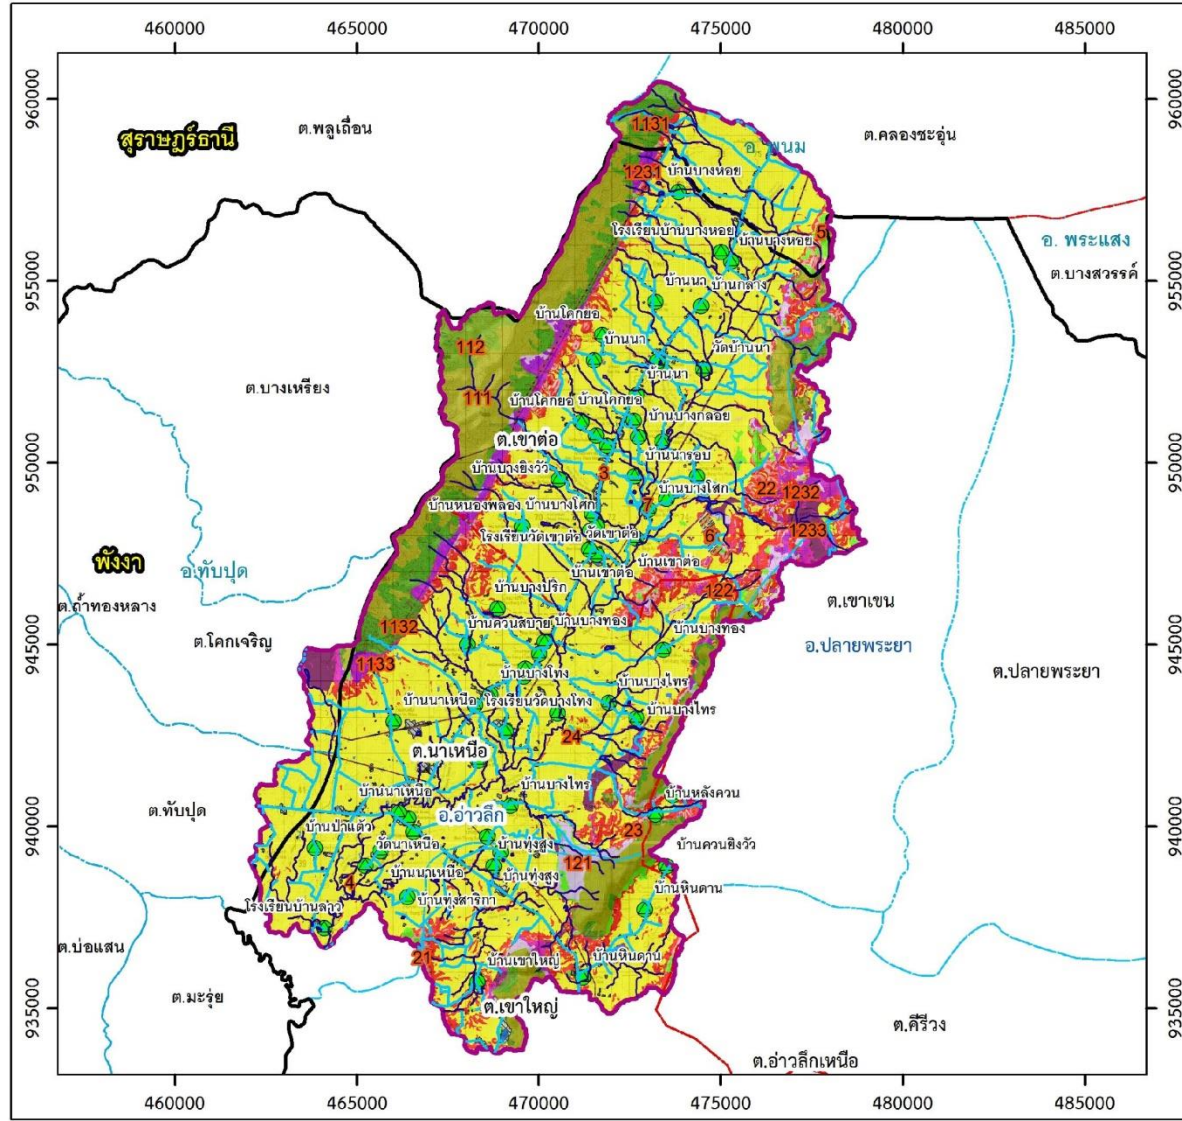 460000 465000 470000 475000 480000 485000
960000 960000
1131
ต.คลองชะอุ่น
ต.พลูเถื่อน
สุราษฎร์ธานี
อ. พนม
1231
บ้านบางหอย
โรงเรียนบ้านบางหอย
5
บ้านบางหอย
อ. พระแสง
ต.บางสวรรค์
955000 955000
บ้านนา
บ้านกลาง
บ้านโคกยอ
112
บ้านนา
วัดบ้านนา
บ้านนา
ต.บางเหรียง
111
บ้านโคกยอ
บ้านโคกยอ
บ้านบางกลอย
ต.เขาต่อ
950000 950000
บ้านนารอบ
บ้านบางยิงวัว
3
บ้านบางโสก
22
1232
บ้านหนองหลอง
บ้านบางโสก
7
โรงเรียนวัดเขาต่อ
วัดเขาต่อ
6
1233
พังงา
อ.ทับปุด
บ้านเขาต่อ
บ้านเขาต่อ
บ้านบางปริก
122
ต.ถ้ำทองหลาง
ต.เขาเขน
1132
บ้านควนสบาย
บ้านบางทอง
บ้านบางทอง
945000 945000
ต.โคกเจริญ
อ.ปลายพระยา
1133
บ้านบางโทง
บ้านบางไทร
ต.ปลายพระยา
บ้านนาเหนือ
โรงเรียนวัดบางโทง
บ้านบางไทร
24
ต.นาเหนือ
บ้านบางไทร
บ้านหลังควน
บ้านนาเหนือ
ต.ทับปุด
อ.อ่าวลึก
940000 940000
บ้านป่าแต้ว
23
วัดนาเหนือ
บ้านทุ่งสูง
บ้านควนยิงวัว
121
บ้านนาเหนือ
บ้านทุ่งสูง
4
บ้านหินดาน
โรงเรียนบ้านลาว
บ้านทุ่งสาริกา
ต.บ่อแสน
21
บ้านเขาใหญ่
บ้านหินดาน
ต.มะรุ่ย
ต.เขาใหญ่
935000 935000
ต.คีรีวง
ต.อ่าวลึกเหนือ
460000 465000 470000 475000 480000 485000